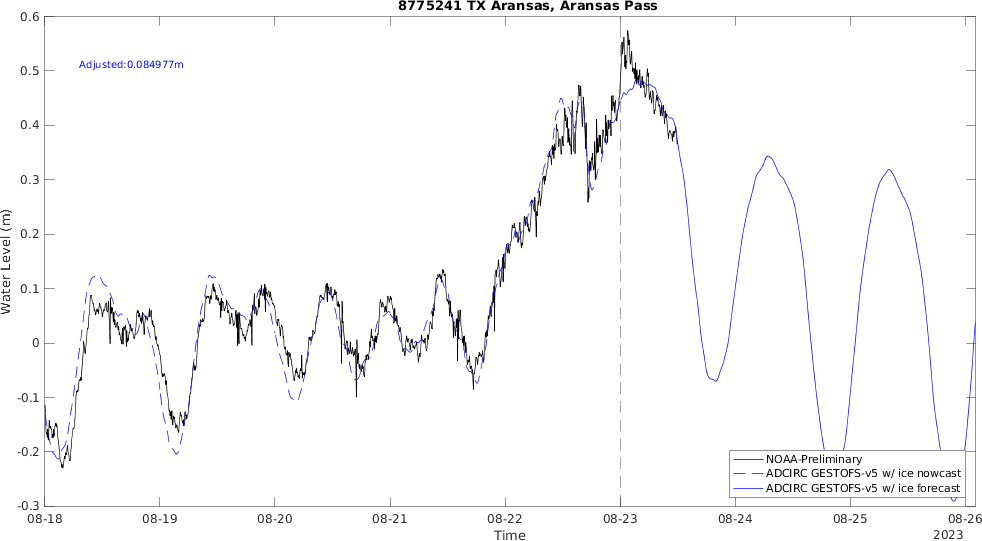 8775241 TX Aransas, Aransas Pass
Adjusted:0.084977m
0.6
0.5
0.4
0.3
0.2
0.1
0
-0.1
-0.2
-0.3
Water Level (m)
NOAA-Preliminary
ADCIRC GESTOFS-v5 w/ ice nowcast
ADCIRC GESTOFS-v5 w/ ice forecast
08-18 08-19 08-20 08-21 08-22 08-23 08-24 08-25 08-26
Time
2023